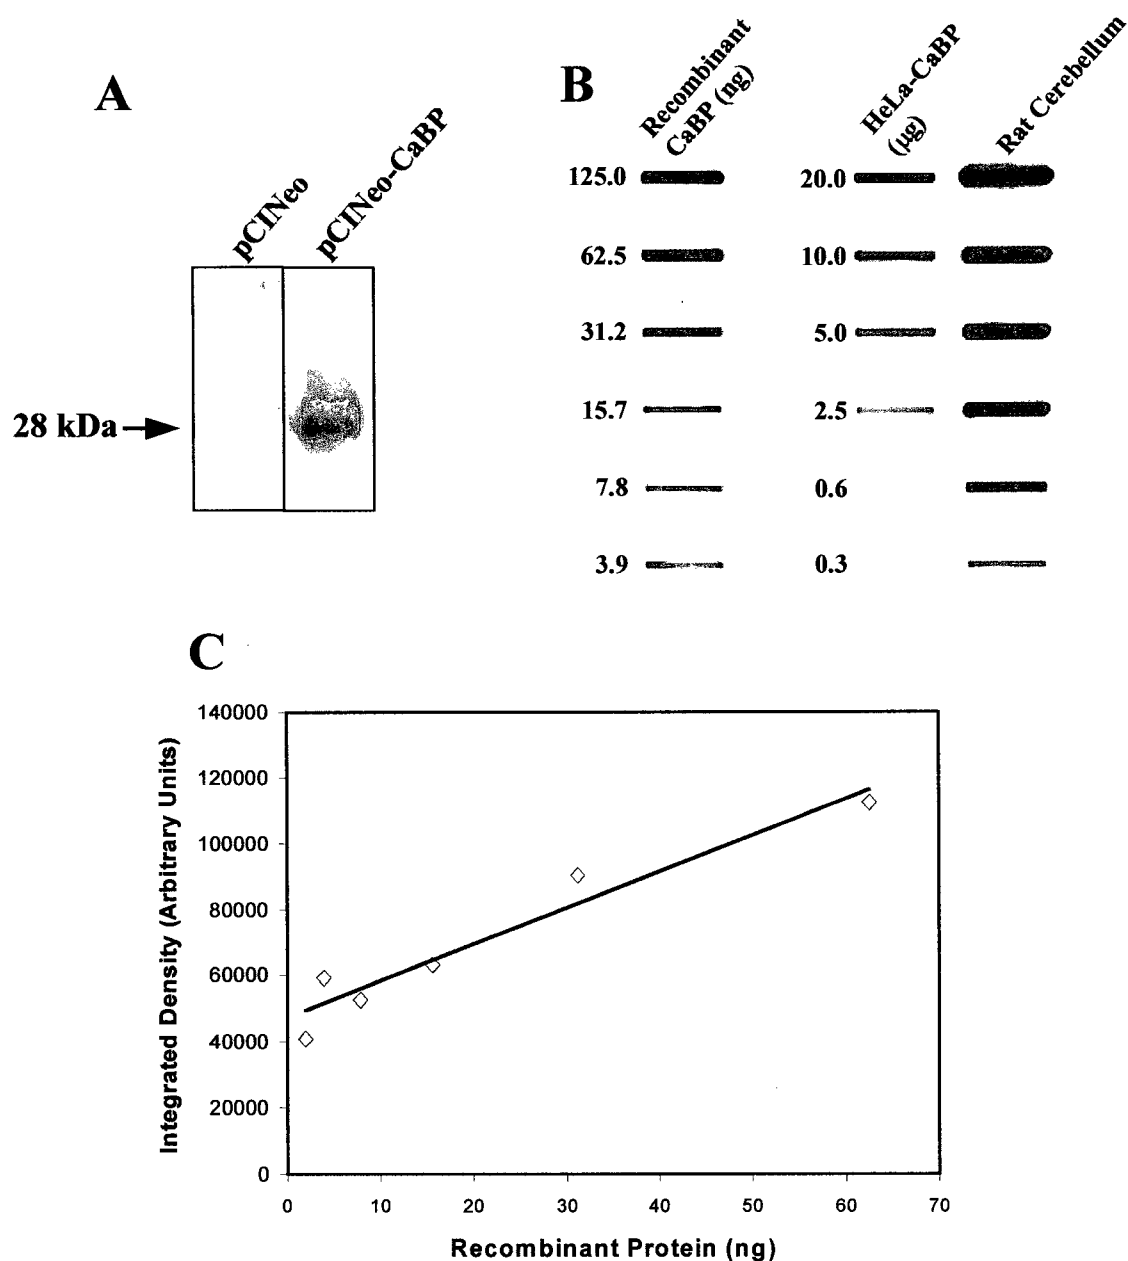 A
pCINeo
pCINeo-CaBP
28 kDa
B
Recombinant
CaBP (ng)
HeLa-CaBP
(µg)
Rat Cerebellum
125.0
20.0
62.5
10.0
31.2
5.0
15.7
2.5
7.8
0.6
3.9
0.3
C
Integrated Density (Arbitrary Units)
140000
120000
100000
80000
60000
40000
20000
0
0 10 20 30 40 50 60 70
Recombinant Protein (ng)